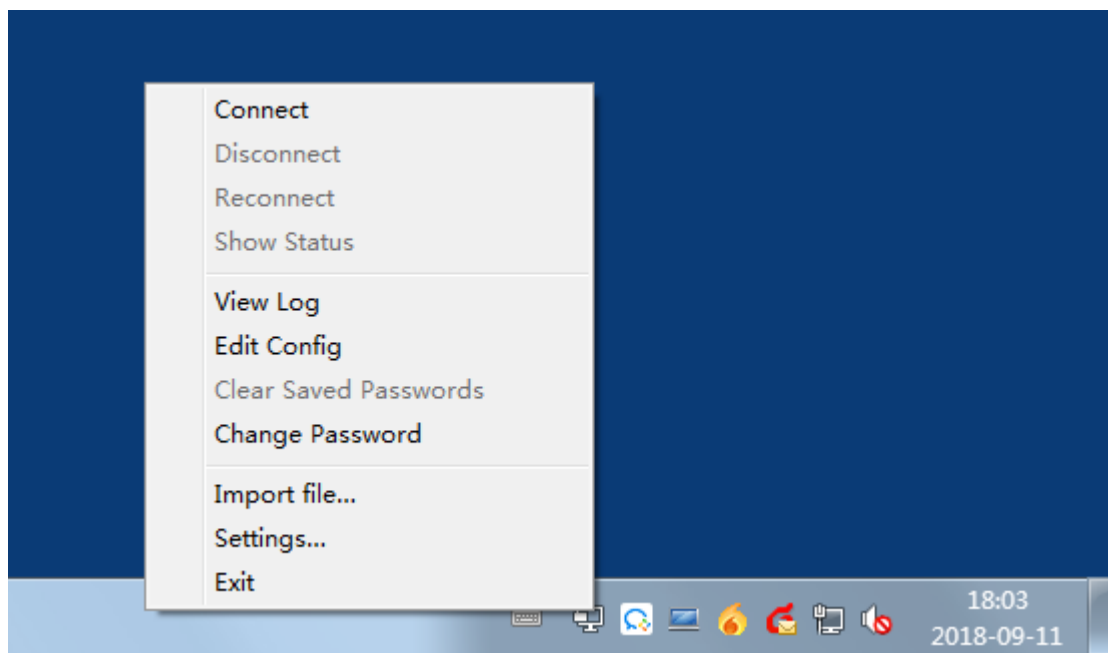 Connect
Disconnect
Reconnect
Show Status
View Log
Edit Config
Clear Saved Passwords
Change Password
Import file...
Settings...
Exit
18:03
2018-09-11